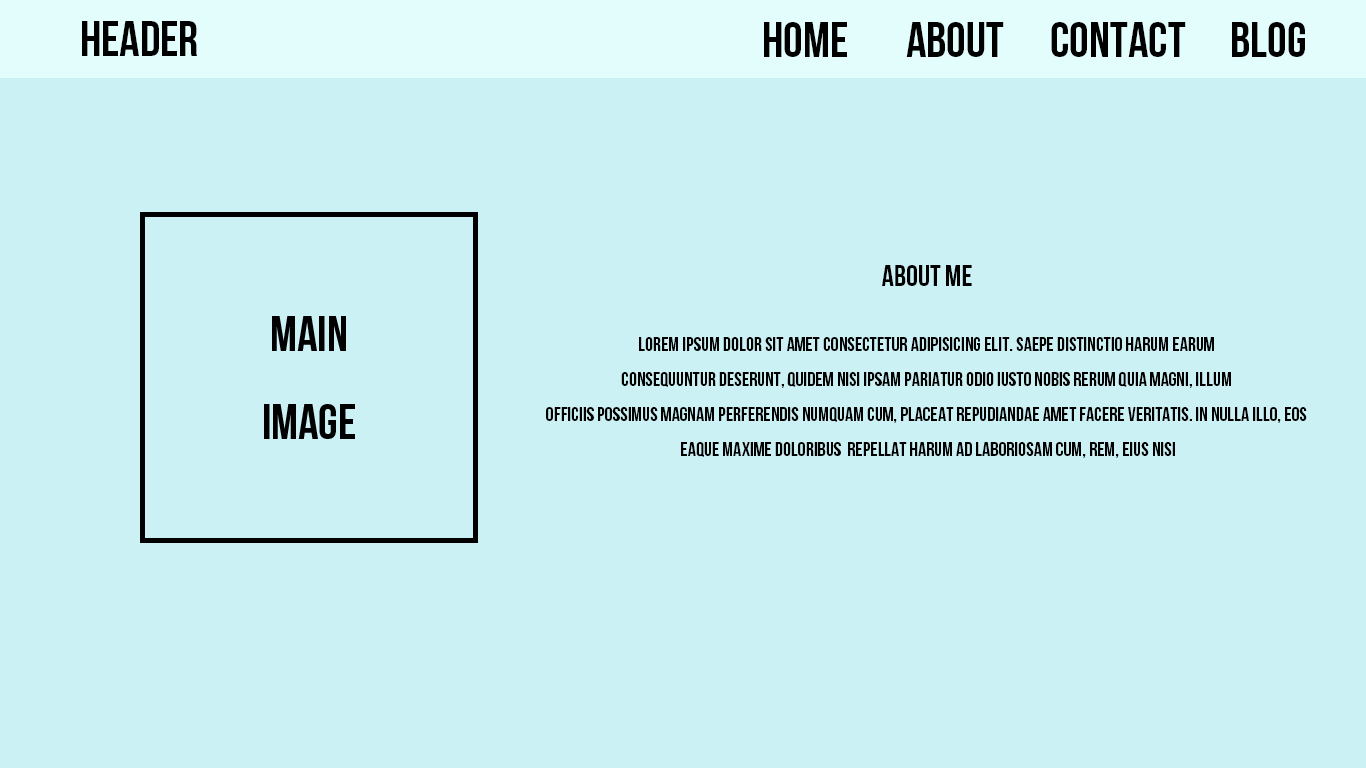 HEADER
HOME ABOUT CONTACT BLOG
MAIN
IMAGE
ABOUT ME
LOREM IPSUM DOLOR SIT AMET CONSECTETUR ADIPISICING ELIT. SAEPE DISTINCTIO HARUM EARUM
CONSEQUUNTUR DESERUNT, QUIDEM NISI IPSAM PARIATUR ODIO IUSTO NOBIS RERUM QUIA MAGNI, ILLUM
OFFICIIS POSSIMUS MAGNAM PERFERENDIS NUMQUAM CUM, PLACEAT REPUDIANDAE AMET FACERE VERITATIS. IN NULLA ILLO, EOS
EAQUE MAXIME DOLORIBUS REPELLAT HARUM AD LABORIOSAM CUM, REM, EIUS NISI